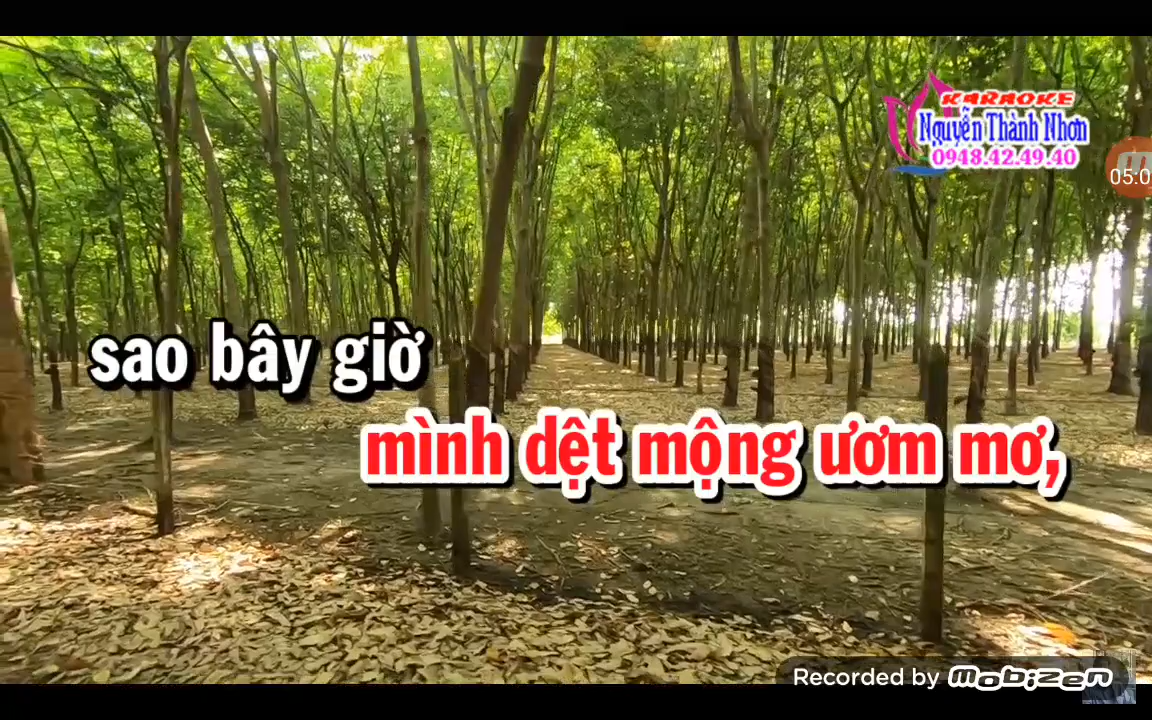 KARAOKE
Nguyễn Thành Nhơn
0948.42.49.40
05:0
sao bây giờ
mình dệt mộng ươm mơ,
Recorded by mobizen